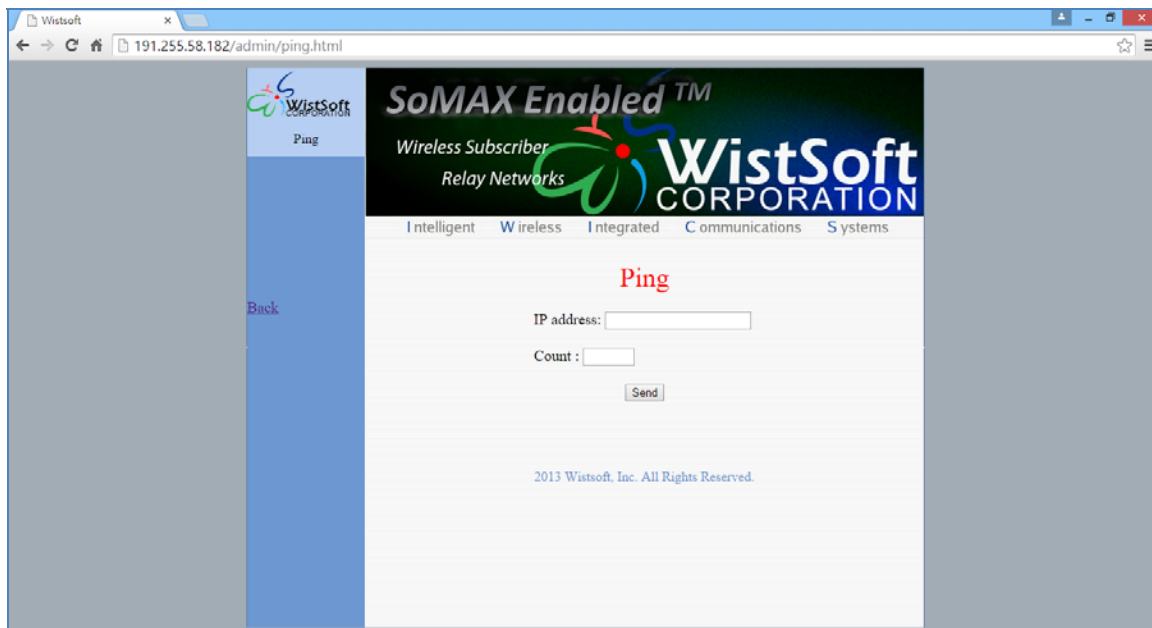 Wistsoft
191.255.58.182/admin/ping.html
WistSoft
CORPORATION
Ping
SoMAX Enabled TM
Wireless Subscriber
Relay Networks
WistSoft
CORPORATION
Intelligent Wireless Integrated Communications Systems
Ping
Back
IP address:
Count :
Send
2013 Wistsoft, Inc. All Rights Reserved.